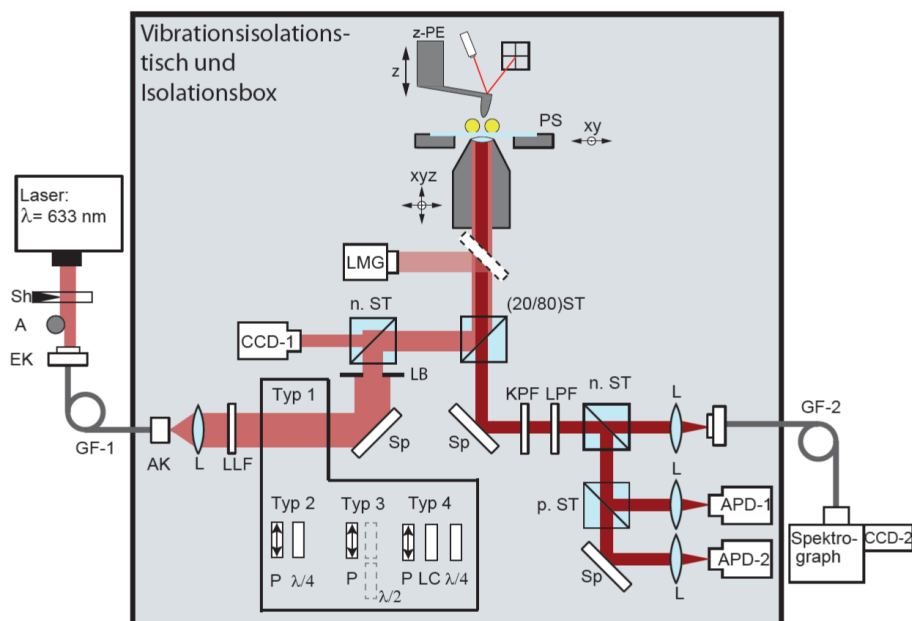 Vibrationsisolations-
tisch und
Isolationsbox
z-PE
z
PS
xy
xyz
Laser:
λ= 633 nm
Sh
A
EK
LMG
n. ST
(20/80)ST
CCD-1
LB
Typ 1
KPF
LPF
n. ST
L
GF-2
GF-1
AK
L
LLF
Sp
Sp
L
p. ST
APD-1
Typ 2
Typ 3
Typ 4
Spektro-
graph
CCD-2
APD-2
P
λ/4
P
λ/2
P
LC
λ/4
Sp
L